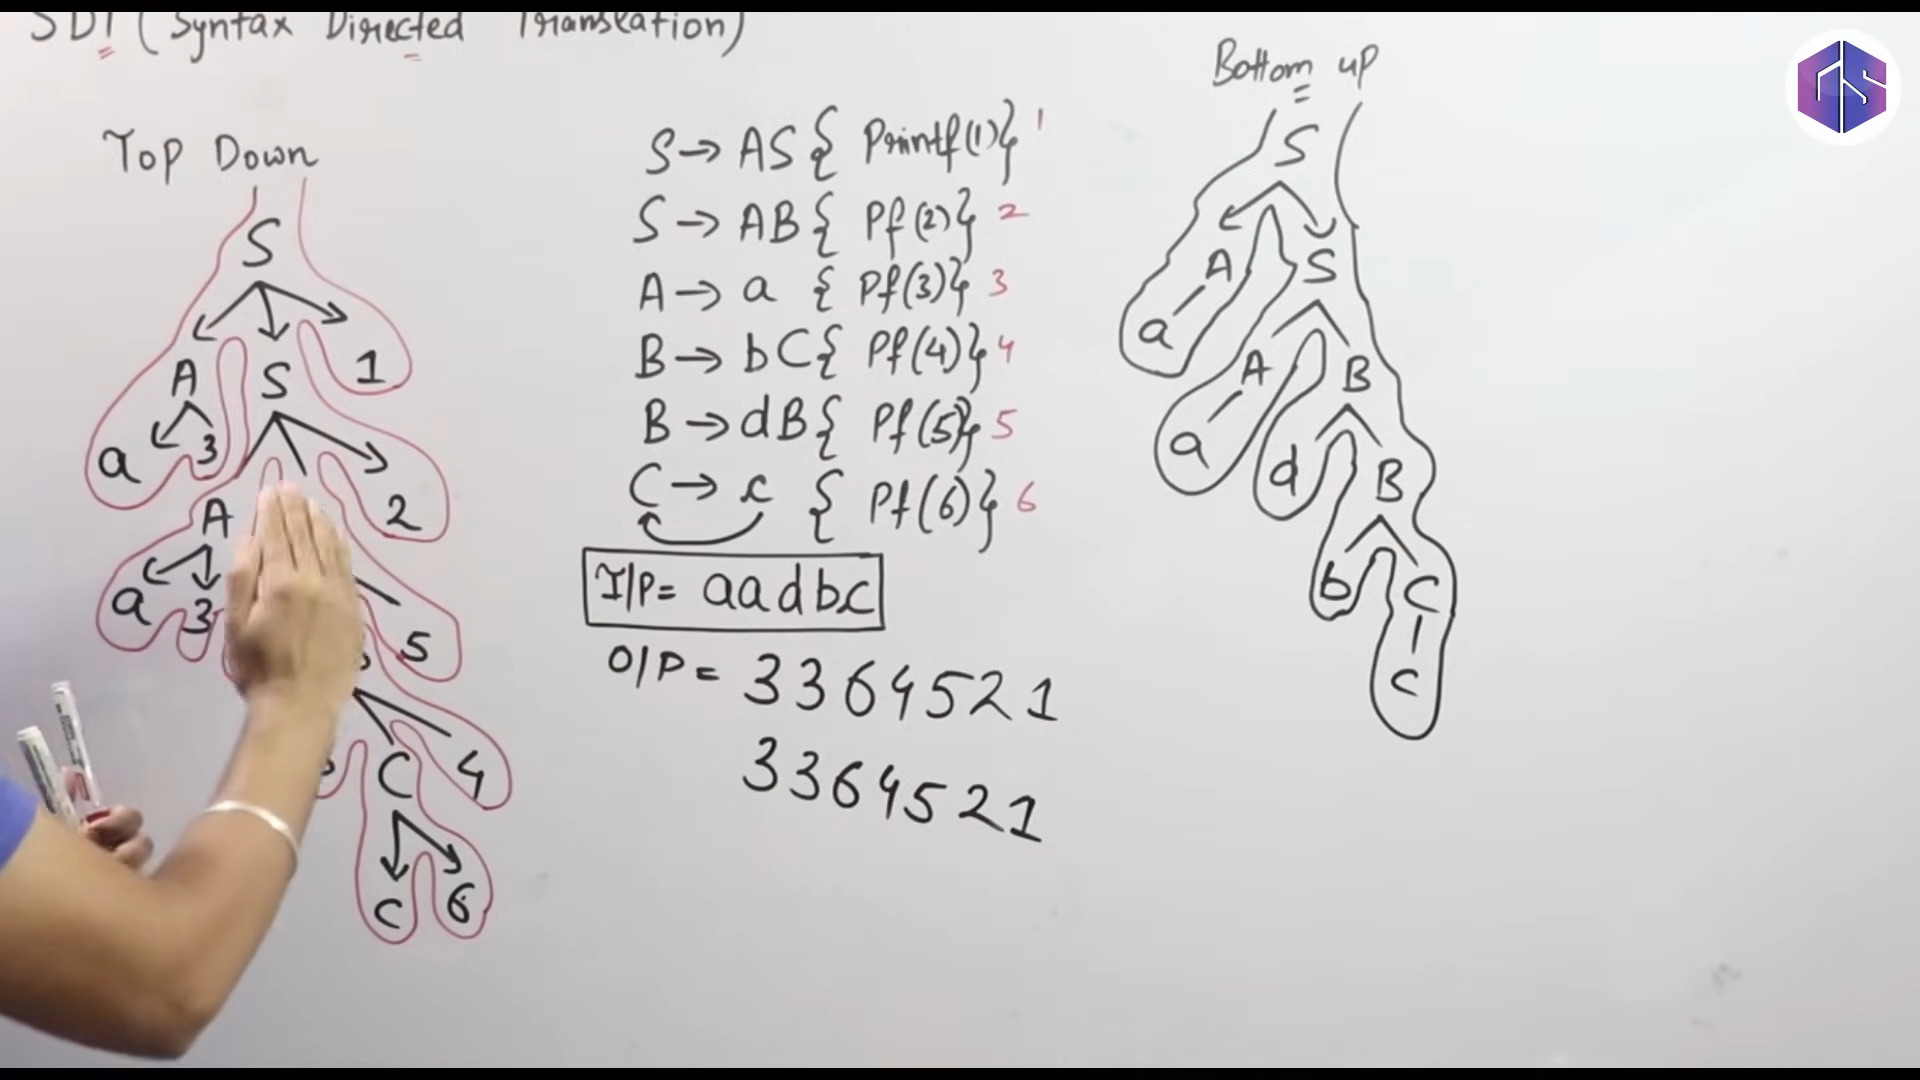 SDT (Syntax Directed Translation)
Top Down
S
A S 1
a 3
A 2
a 3 5
C 4
c 6
S → AS { Printf(1)} 1
S → AB { Pf(2)} 2
A → a { Pf(3)} 3
B → bC { Pf(4)} 4
B → dB { Pf(5)} 5
C → c { Pf(6)} 6
I/P = aadbc
O/P = 3364521
3364521
Bottom up
S
A S
a
A B
a d B
b C
c
GS